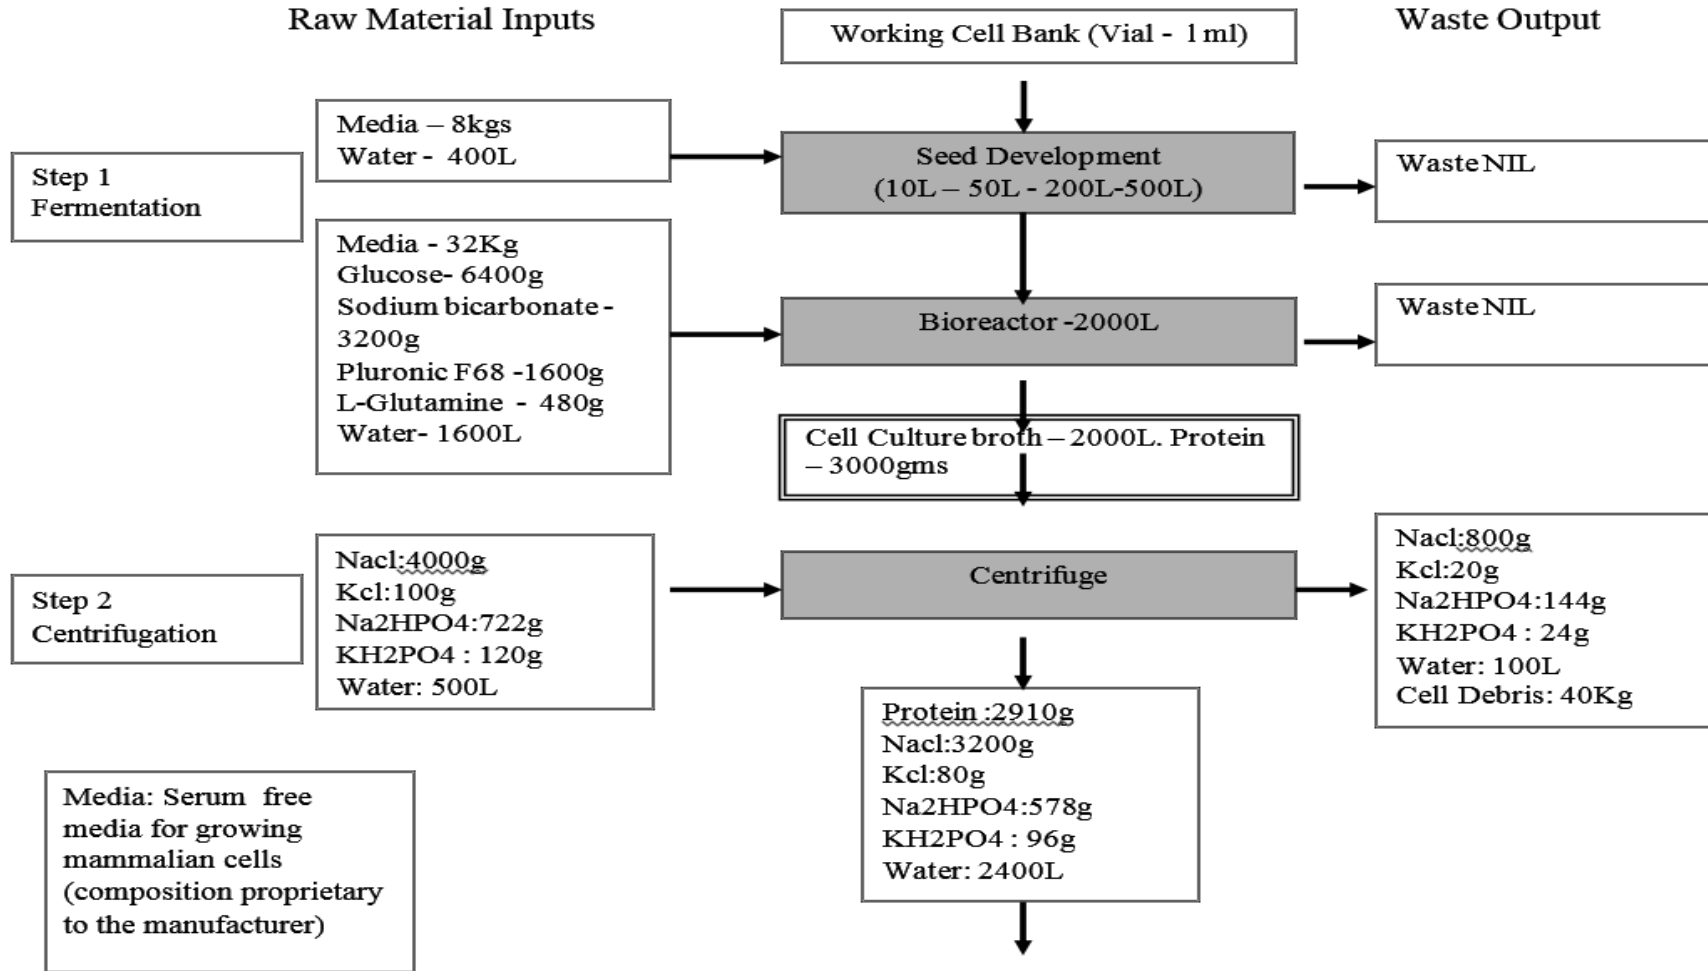 Raw Material Inputs
Working Cell Bank (Vial - 1 ml)
Waste Output
Media – 8kgs
Water - 400L
Step 1
Fermentation
Seed Development
(10L – 50L - 200L-500L)
Waste NIL
Media - 32Kg
Glucose- 6400g
Sodium bicarbonate -
3200g
Pluronic F68 -1600g
L-Glutamine - 480g
Water- 1600L
Bioreactor -2000L
Waste NIL
Cell Culture broth – 2000L. Protein
– 3000gms
Step 2
Centrifugation
Nacl:4000g
Kcl:100g
Na2HPO4:722g
KH2PO4 : 120g
Water: 500L
Centrifuge
Nacl:800g
Kcl:20g
Na2HPO4:144g
KH2PO4 : 24g
Water: 100L
Cell Debris: 40Kg
Protein :2910g
Nacl:3200g
Kcl:80g
Na2HPO4:578g
KH2PO4 : 96g
Water: 2400L
Media: Serum free
media for growing
mammalian cells
(composition proprietary
to the manufacturer)